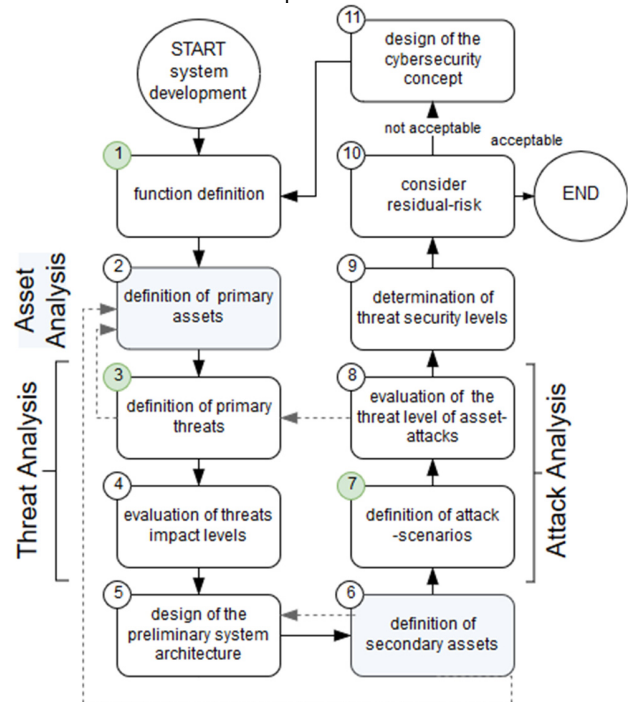 START
system
development
1
function definition
2
definition of primary
assets
3
definition of primary
threats
4
evaluation of threats
impact levels
5
design of the
preliminary system
architecture
6
definition of
secondary assets
7
definition of attack
-scenarios
8
evaluation of the
threat level of asset-
attacks
9
determination of
threat security levels
10
consider
residual-risk
not acceptable
acceptable
END
11
design of the
cybersecurity
concept
Asset
Analysis
Threat Analysis
Attack Analysis